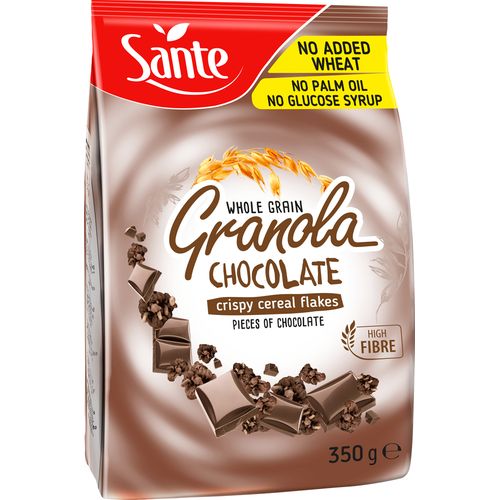 Sante
NO ADDED
WHEAT
NO PALM OIL
NO GLUCOSE SYRUP
WHOLE GRAIN
Granola
CHOCOLATE
crispy cereal flakes
PIECES OF CHOCOLATE
HIGH
FIBRE
350 g e